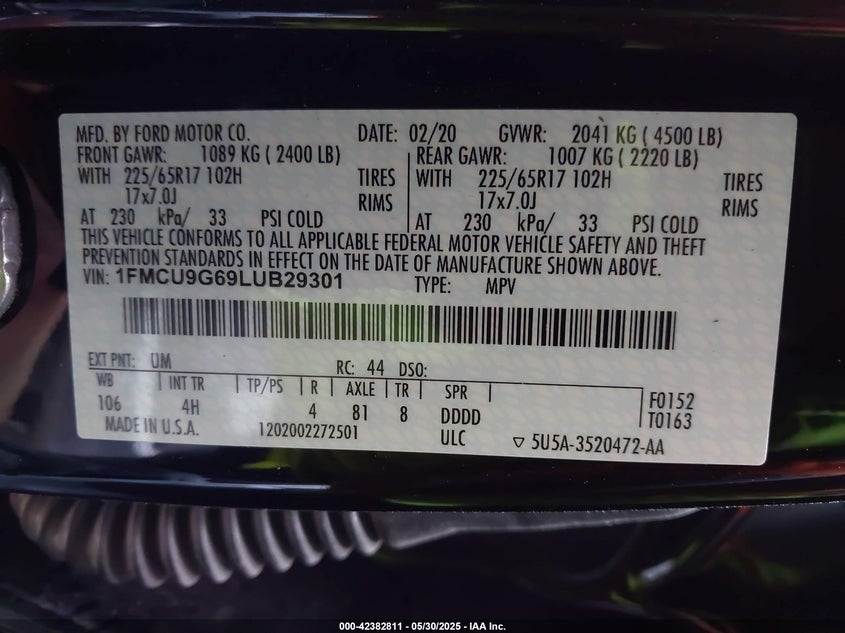 MFD. BY FORD MOTOR CO. DATE: 02/20 GVWR: 2041 KG ( 4500 LB)
FRONT GAWR: 1089 KG ( 2400 LB) REAR GAWR: 1007 KG ( 2220 LB)
WITH 225/65R17 102H TIRES WITH 225/65R17 102H TIRES
17x7.0J RIMS 17x7.0J RIMS
AT 230 kPa/ 33 PSI COLD AT 230 kPa/ 33 PSI COLD
THIS VEHICLE CONFORMS TO ALL APPLICABLE FEDERAL MOTOR VEHICLE SAFETY AND THEFT
PREVENTION STANDARDS IN EFFECT ON THE DATE OF MANUFACTURE SHOWN ABOVE.
VIN: 1FMCU9G69LUB29301 TYPE: MPV
EXT PNT: UM RC: 44 DSO:
WB INT TR TP/PS R AXLE TR SPR
106 4H 4 81 8 DDDD F0152
T0163
MADE IN U.S.A. 1202002272501 ULC ▽ 5U5A-3520472-AA
000-42382811 - 05/30/2025 - IAA Inc.